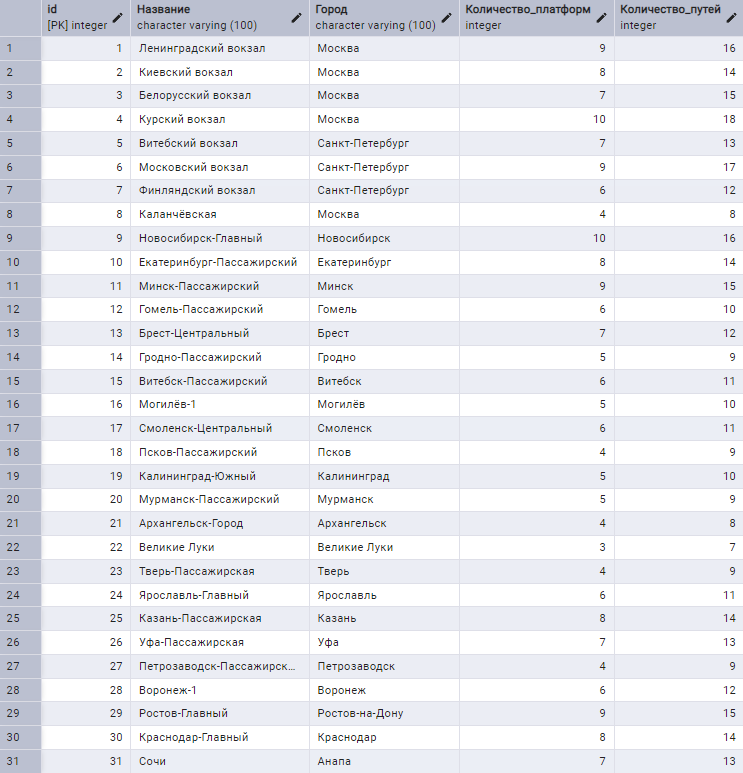 id Название Город Количество_платформ Количество_путей
[PK] integer character varying (100) character varying (100) integer integer
1 1 Ленинградский вокзал Москва 9 16
2 2 Киевский вокзал Москва 8 14
3 3 Белорусский вокзал Москва 7 15
4 4 Курский вокзал Москва 10 18
5 5 Витебский вокзал Санкт-Петербург 7 13
6 6 Московский вокзал Санкт-Петербург 9 17
7 7 Финляндский вокзал Санкт-Петербург 6 12
8 8 Каланчёвская Москва 4 8
9 9 Новосибирск-Главный Новосибирск 10 16
10 10 Екатеринбург-Пассажирский Екатеринбург 8 14
11 11 Минск-Пассажирский Минск 9 15
12 12 Гомель-Пассажирский Гомель 6 10
13 13 Брест-Центральный Брест 7 12
14 14 Гродно-Пассажирский Гродно 5 9
15 15 Витебск-Пассажирский Витебск 6 11
16 16 Могилёв-1 Могилёв 5 10
17 17 Смоленск-Центральный Смоленск 6 11
18 18 Псков-Пассажирский Псков 4 9
19 19 Калининград-Южный Калининград 5 10
20 20 Мурманск-Пассажирский Мурманск 5 9
21 21 Архангельск-Город Архангельск 4 8
22 22 Великие Луки Великие Луки 3 7
23 23 Тверь-Пассажирская Тверь 4 9
24 24 Ярославль-Главный Ярославль 6 11
25 25 Казань-Пассажирская Казань 8 14
26 26 Уфа-Пассажирская Уфа 7 13
27 27 Петрозаводск-Пассажирск… Петрозаводск 4 9
28 28 Воронеж-1 Воронеж 6 12
29 29 Ростов-Главный Ростов-на-Дону 9 15
30 30 Краснодар-Главный Краснодар 8 14
31 31 Сочи Анапа 7 13